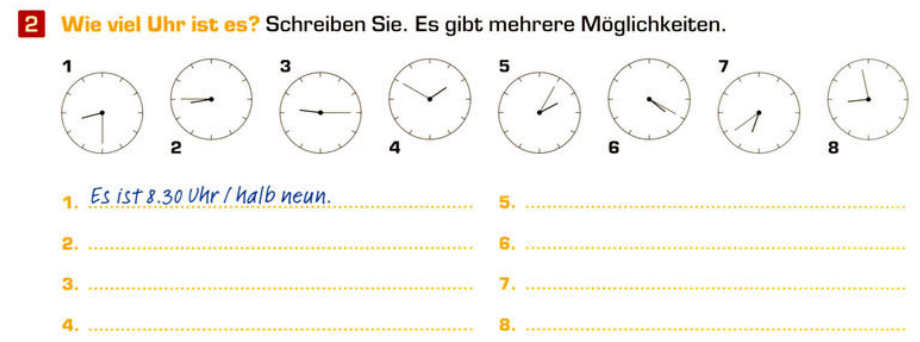 2 Wie viel Uhr ist es? Schreiben Sie. Es gibt mehrere Möglichkeiten.
1 3 5 7
2 4 6 8
1. Es ist 8.30 Uhr / halb neun.
2.
3.
4.
5.
6.
7.
8.